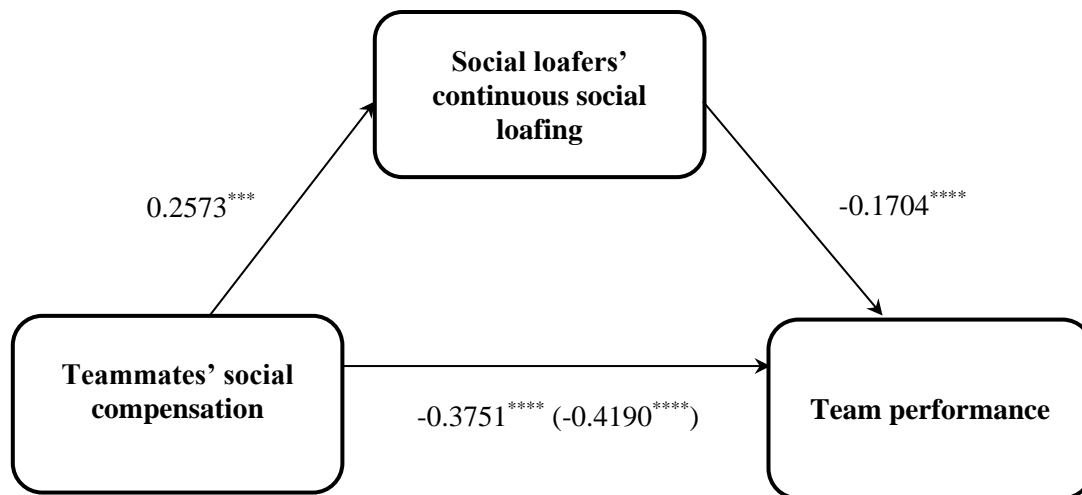 Social loafers’
continuous social
loafing
0.2573***
-0.1704****
Teammates’ social
compensation
-0.3751**** (-0.4190****)
Team performance